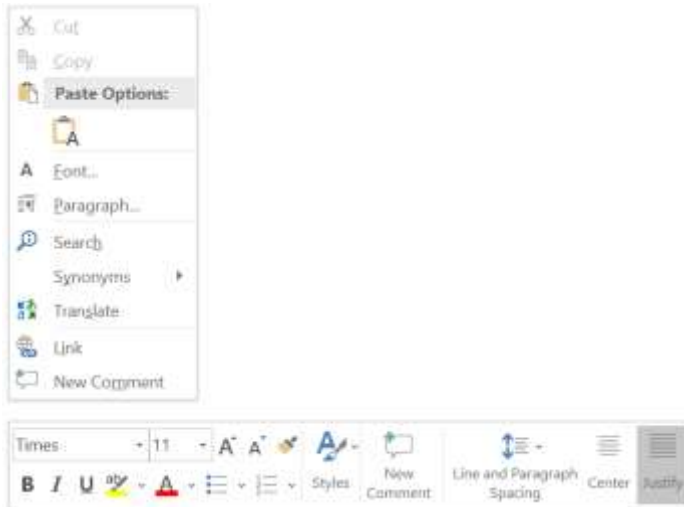 Cut
Copy
Paste Options:
Font...
Paragraph...
Search
Synonyms
Translate
Link
New Comment
Times 11 A A
B I U aby A Styles New Comment Line and Paragraph Spacing Center Justify